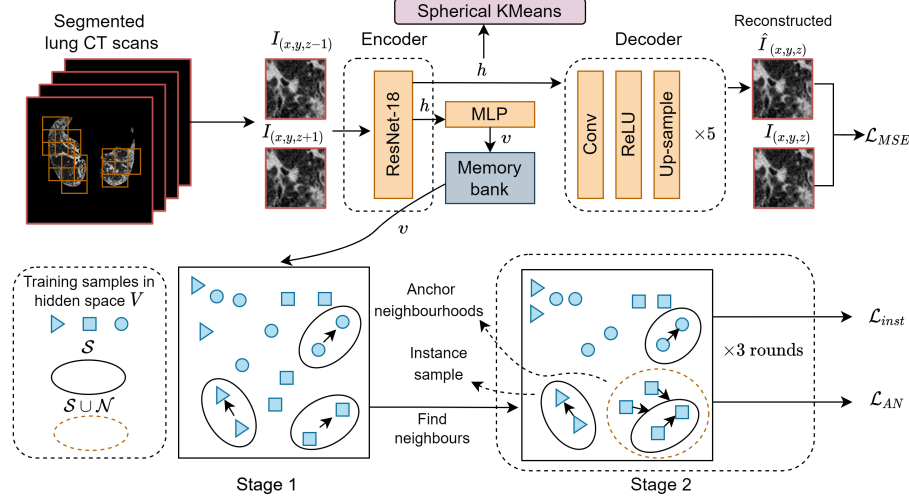 Segmented
lung CT scans
Spherical KMeans
I(x,y,z−1)
Encoder
Decoder
Reconstructed
Î (x,y,z)
h
h
ResNet-18
MLP
v
Memory
bank
v
I(x,y,z+1)
Conv
ReLU
Up-sample
×5
I(x,y,z)
ℒMSE
Training samples in
hidden space V
𝒮
𝒮 ∪ 𝒩
Anchor
neighbourhoods
Instance
sample
Find
neighbours
×3 rounds
ℒinst
ℒAN
Stage 1
Stage 2